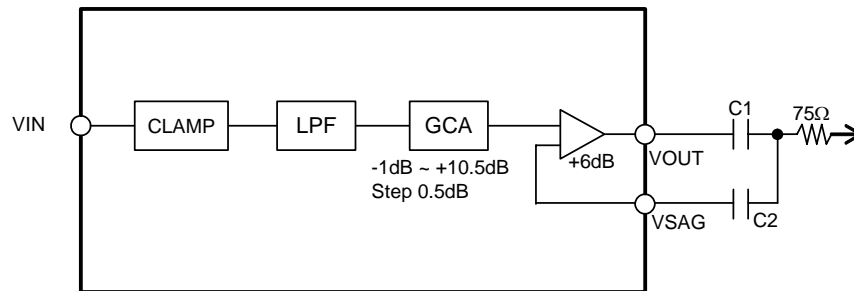 VIN
CLAMP
LPF
GCA
-1dB ~ +10.5dB
Step 0.5dB
+6dB
VOUT
VSAG
C1
C2
75Ω